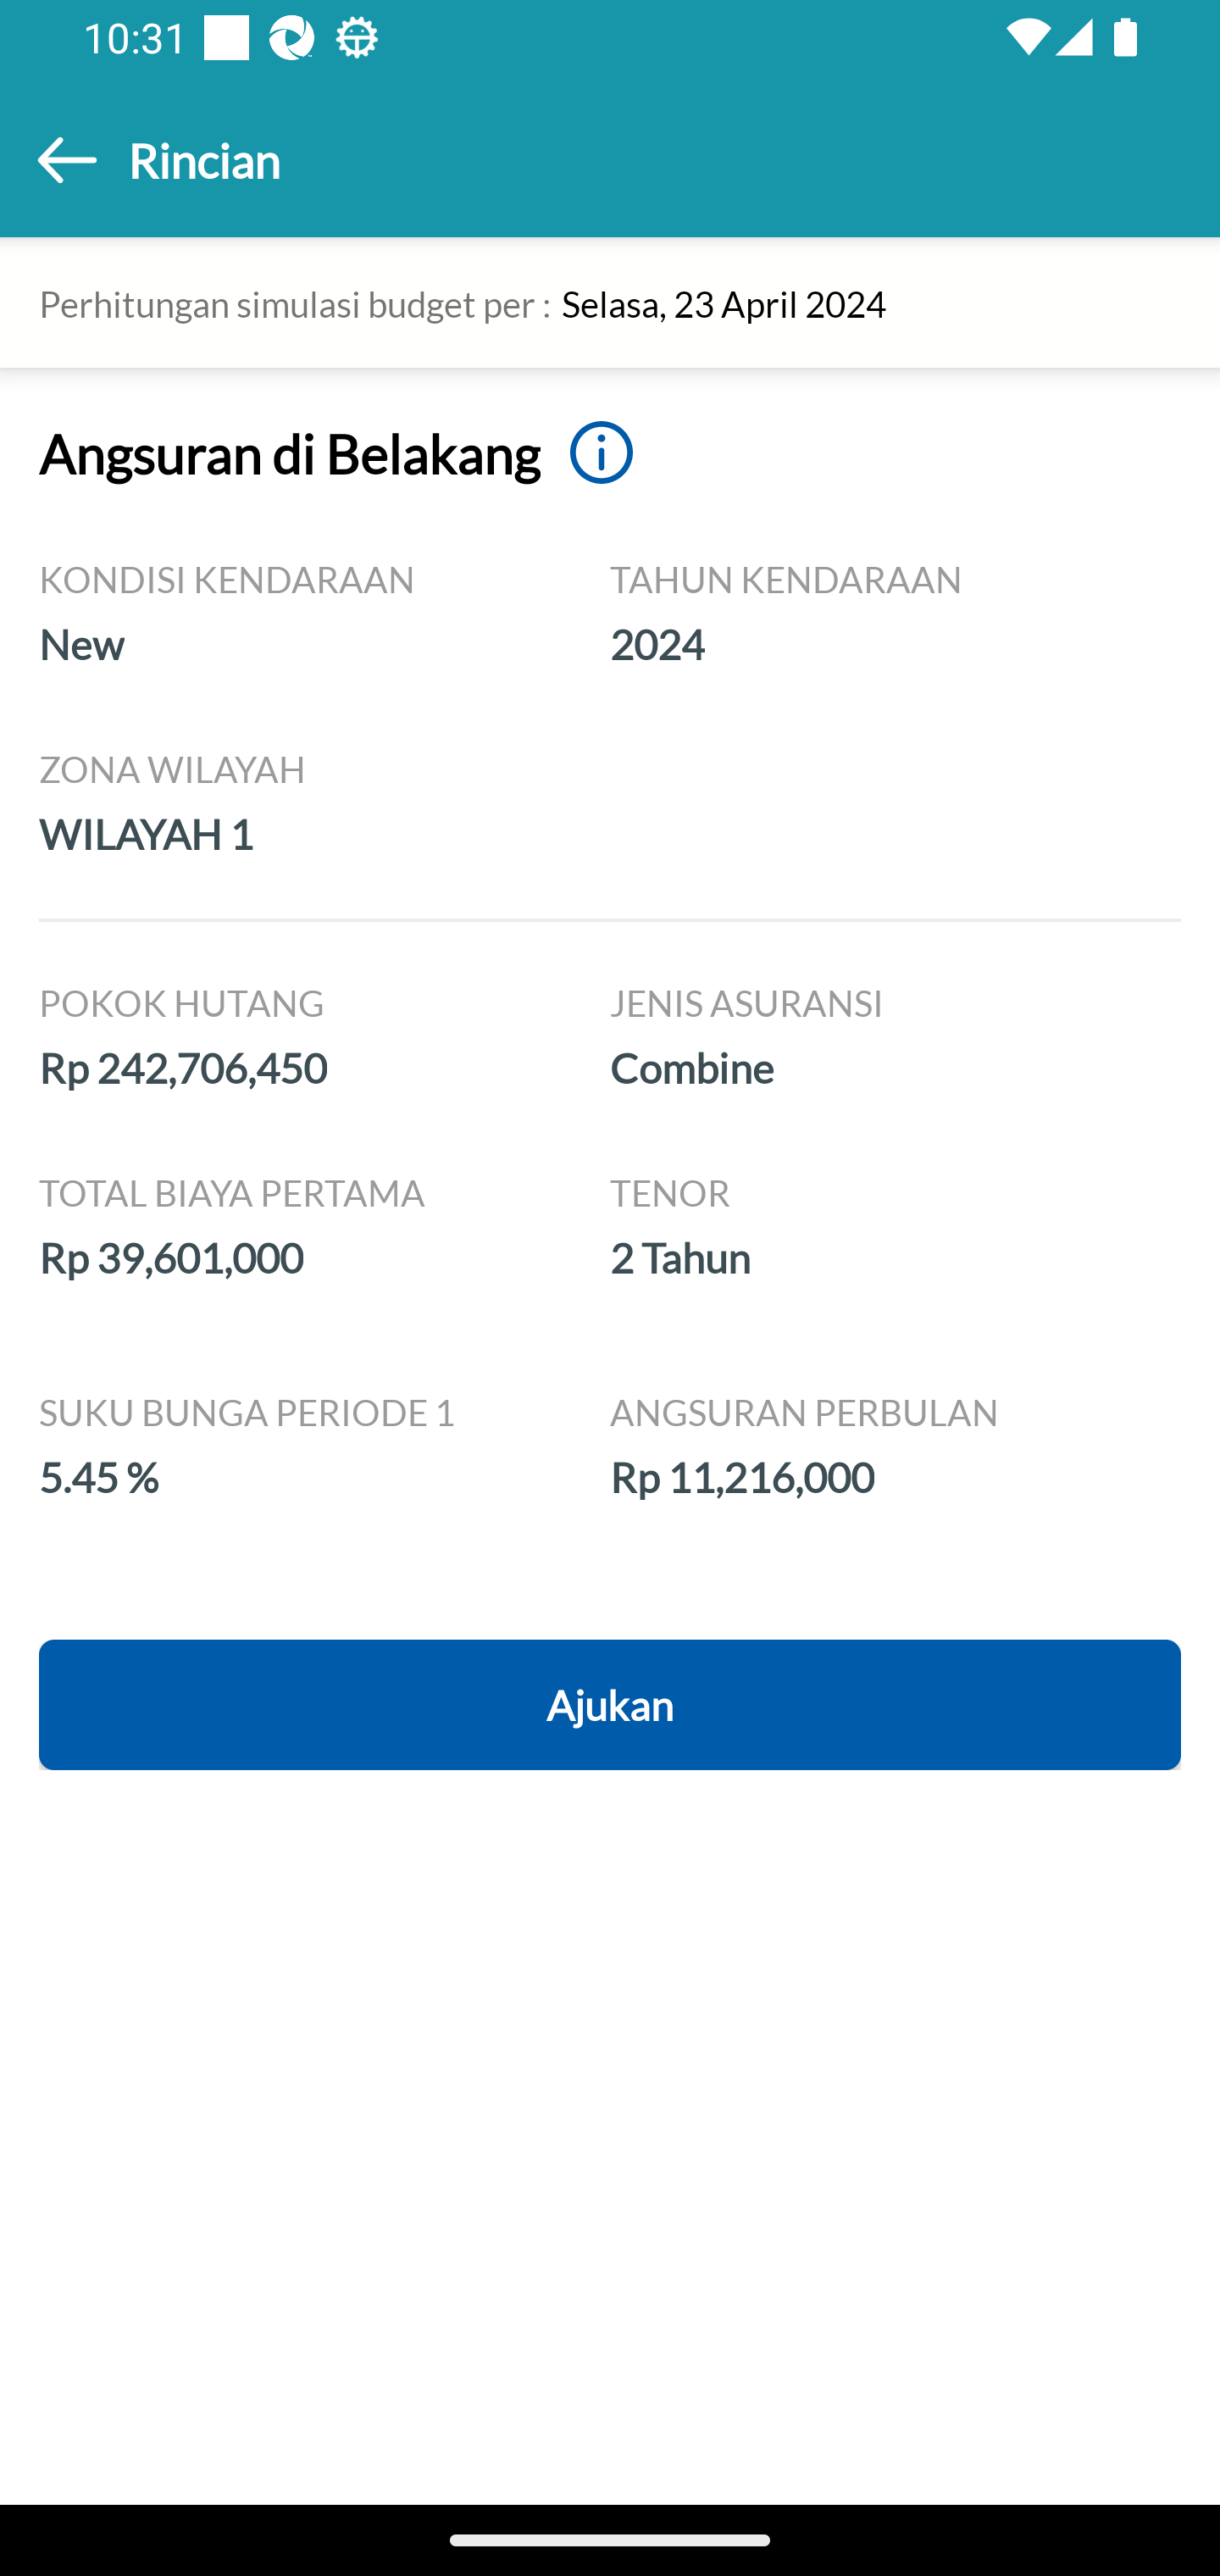 10:31
Rincian
Perhitungan simulasi budget per : Selasa, 23 April 2024
Angsuran di Belakang
KONDISI KENDARAAN
New
TAHUN KENDARAAN
2024
ZONA WILAYAH
WILAYAH 1
POKOK HUTANG
Rp 242,706,450
JENIS ASURANSI
Combine
TOTAL BIAYA PERTAMA
Rp 39,601,000
TENOR
2 Tahun
SUKU BUNGA PERIODE 1
5.45 %
ANGSURAN PERBULAN
Rp 11,216,000
Ajukan